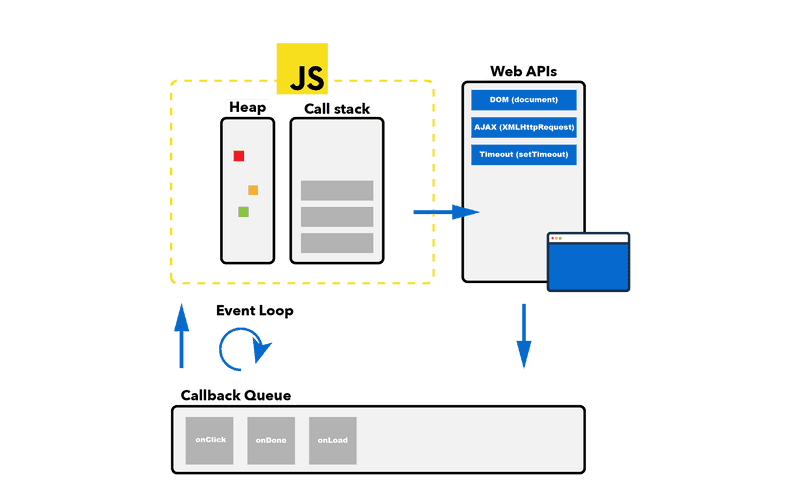 JS
Web APIs
Heap
Call stack
DOM (document)
AJAX (XMLHttpRequest)
Timeout (setTimeout)
Event Loop
Callback Queue
onClick
onDone
onLoad